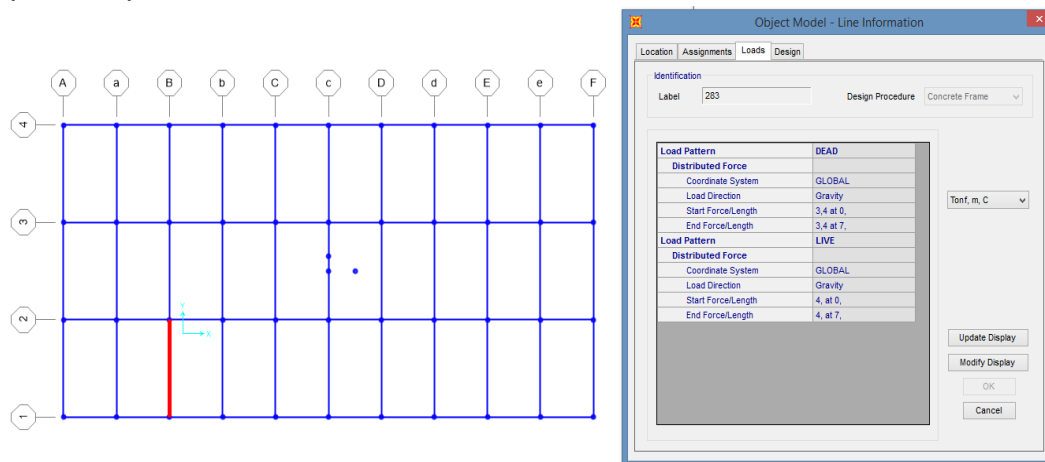 A a B b C c D d E e F
4
3
2
1
Y
X
Object Model - Line Information
Location Assignments Loads Design
Identification
Label 283 Design Procedure Concrete Frame
Load Pattern DEAD
Distributed Force
Coordinate System GLOBAL
Load Direction Gravity
Start Force/Length 3,4 at 0,
End Force/Length 3,4 at 7,
Load Pattern LIVE
Distributed Force
Coordinate System GLOBAL
Load Direction Gravity
Start Force/Length 4, at 0,
End Force/Length 4, at 7,
Tonf, m, C
Update Display
Modify Display
OK
Cancel